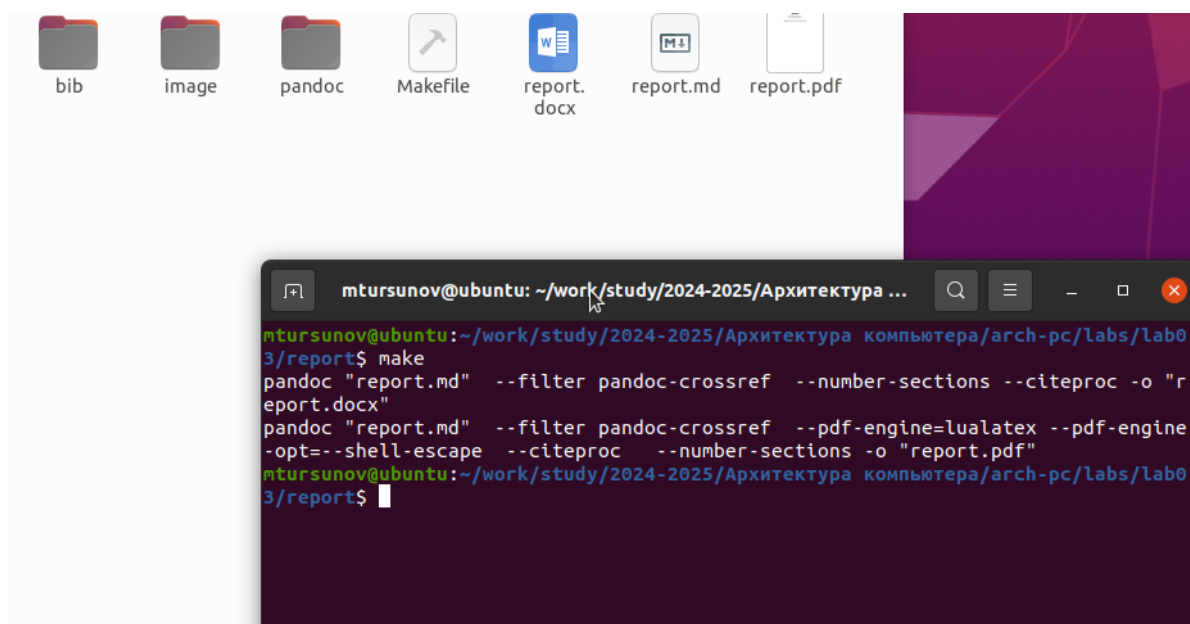 bib
image
pandoc
Makefile
report.
docx
report.md
report.pdf
W
M↓
mtursunov@ubuntu: ~/work/study/2024-2025/Архитектура ...
mtursunov@ubuntu:~/work/study/2024-2025/Архитектура компьютера/arch-pc/labs/lab0
3/report$ make
pandoc "report.md"  --filter pandoc-crossref  --number-sections --citeproc -o "r
eport.docx"
pandoc "report.md"  --filter pandoc-crossref  --pdf-engine=lualatex --pdf-engine
-opt=--shell-escape  --citeproc   --number-sections -o "report.pdf"
mtursunov@ubuntu:~/work/study/2024-2025/Архитектура компьютера/arch-pc/labs/lab0
3/report$